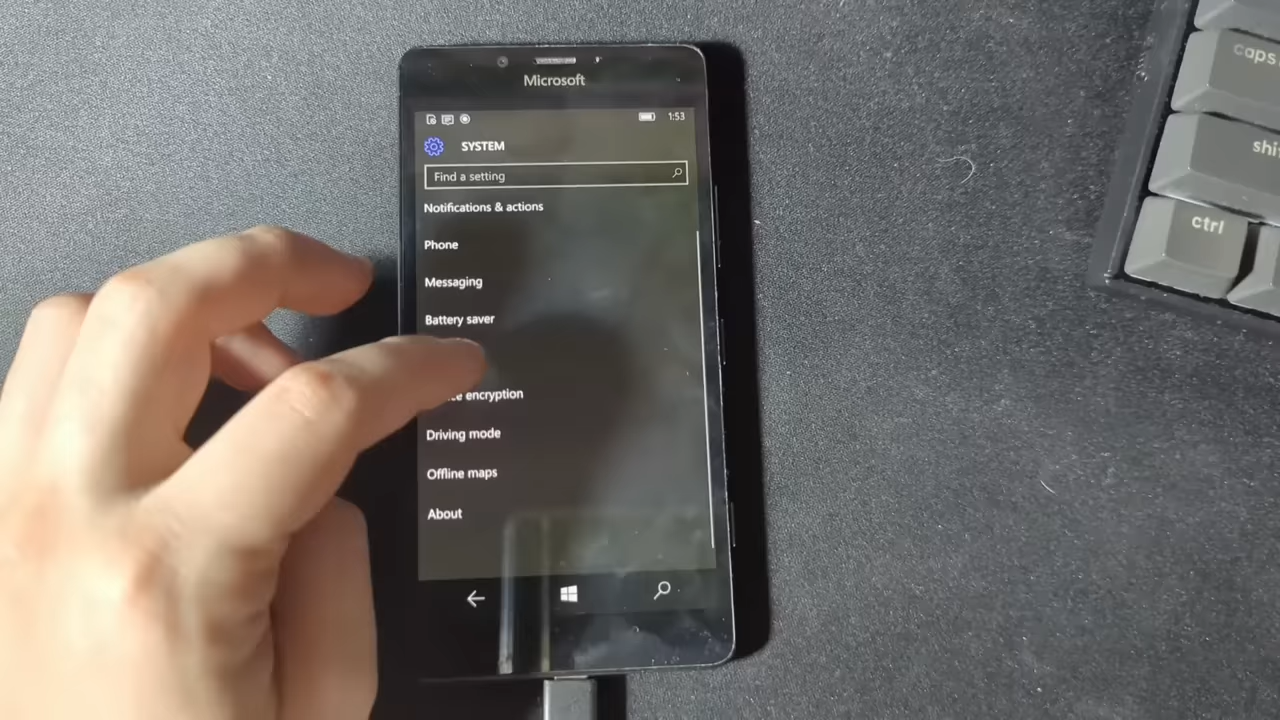 Microsoft
1:53
SYSTEM
Find a setting
Notifications & actions
Phone
Messaging
Battery saver
encryption
Driving mode
Offline maps
About
caps
shi
ctrl